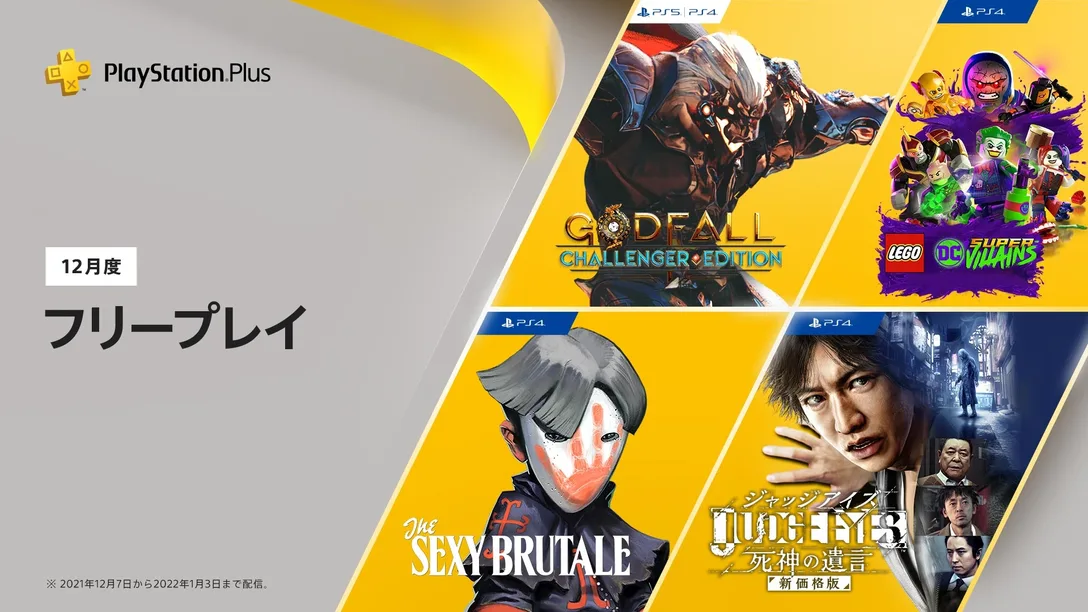 PlayStation.Plus
12月度
フリープレイ
※ 2021年12月7日から2022年1月3日まで配信。
PS5 PS4
GODFALL
CHALLENGER EDITION
PS4
LEGO DC SUPER VILLAINS
PS4
The
SEXY BRUTALE
PS4
ジャッジアイズ
JUDGE EYES
死神の遺言
新価格版